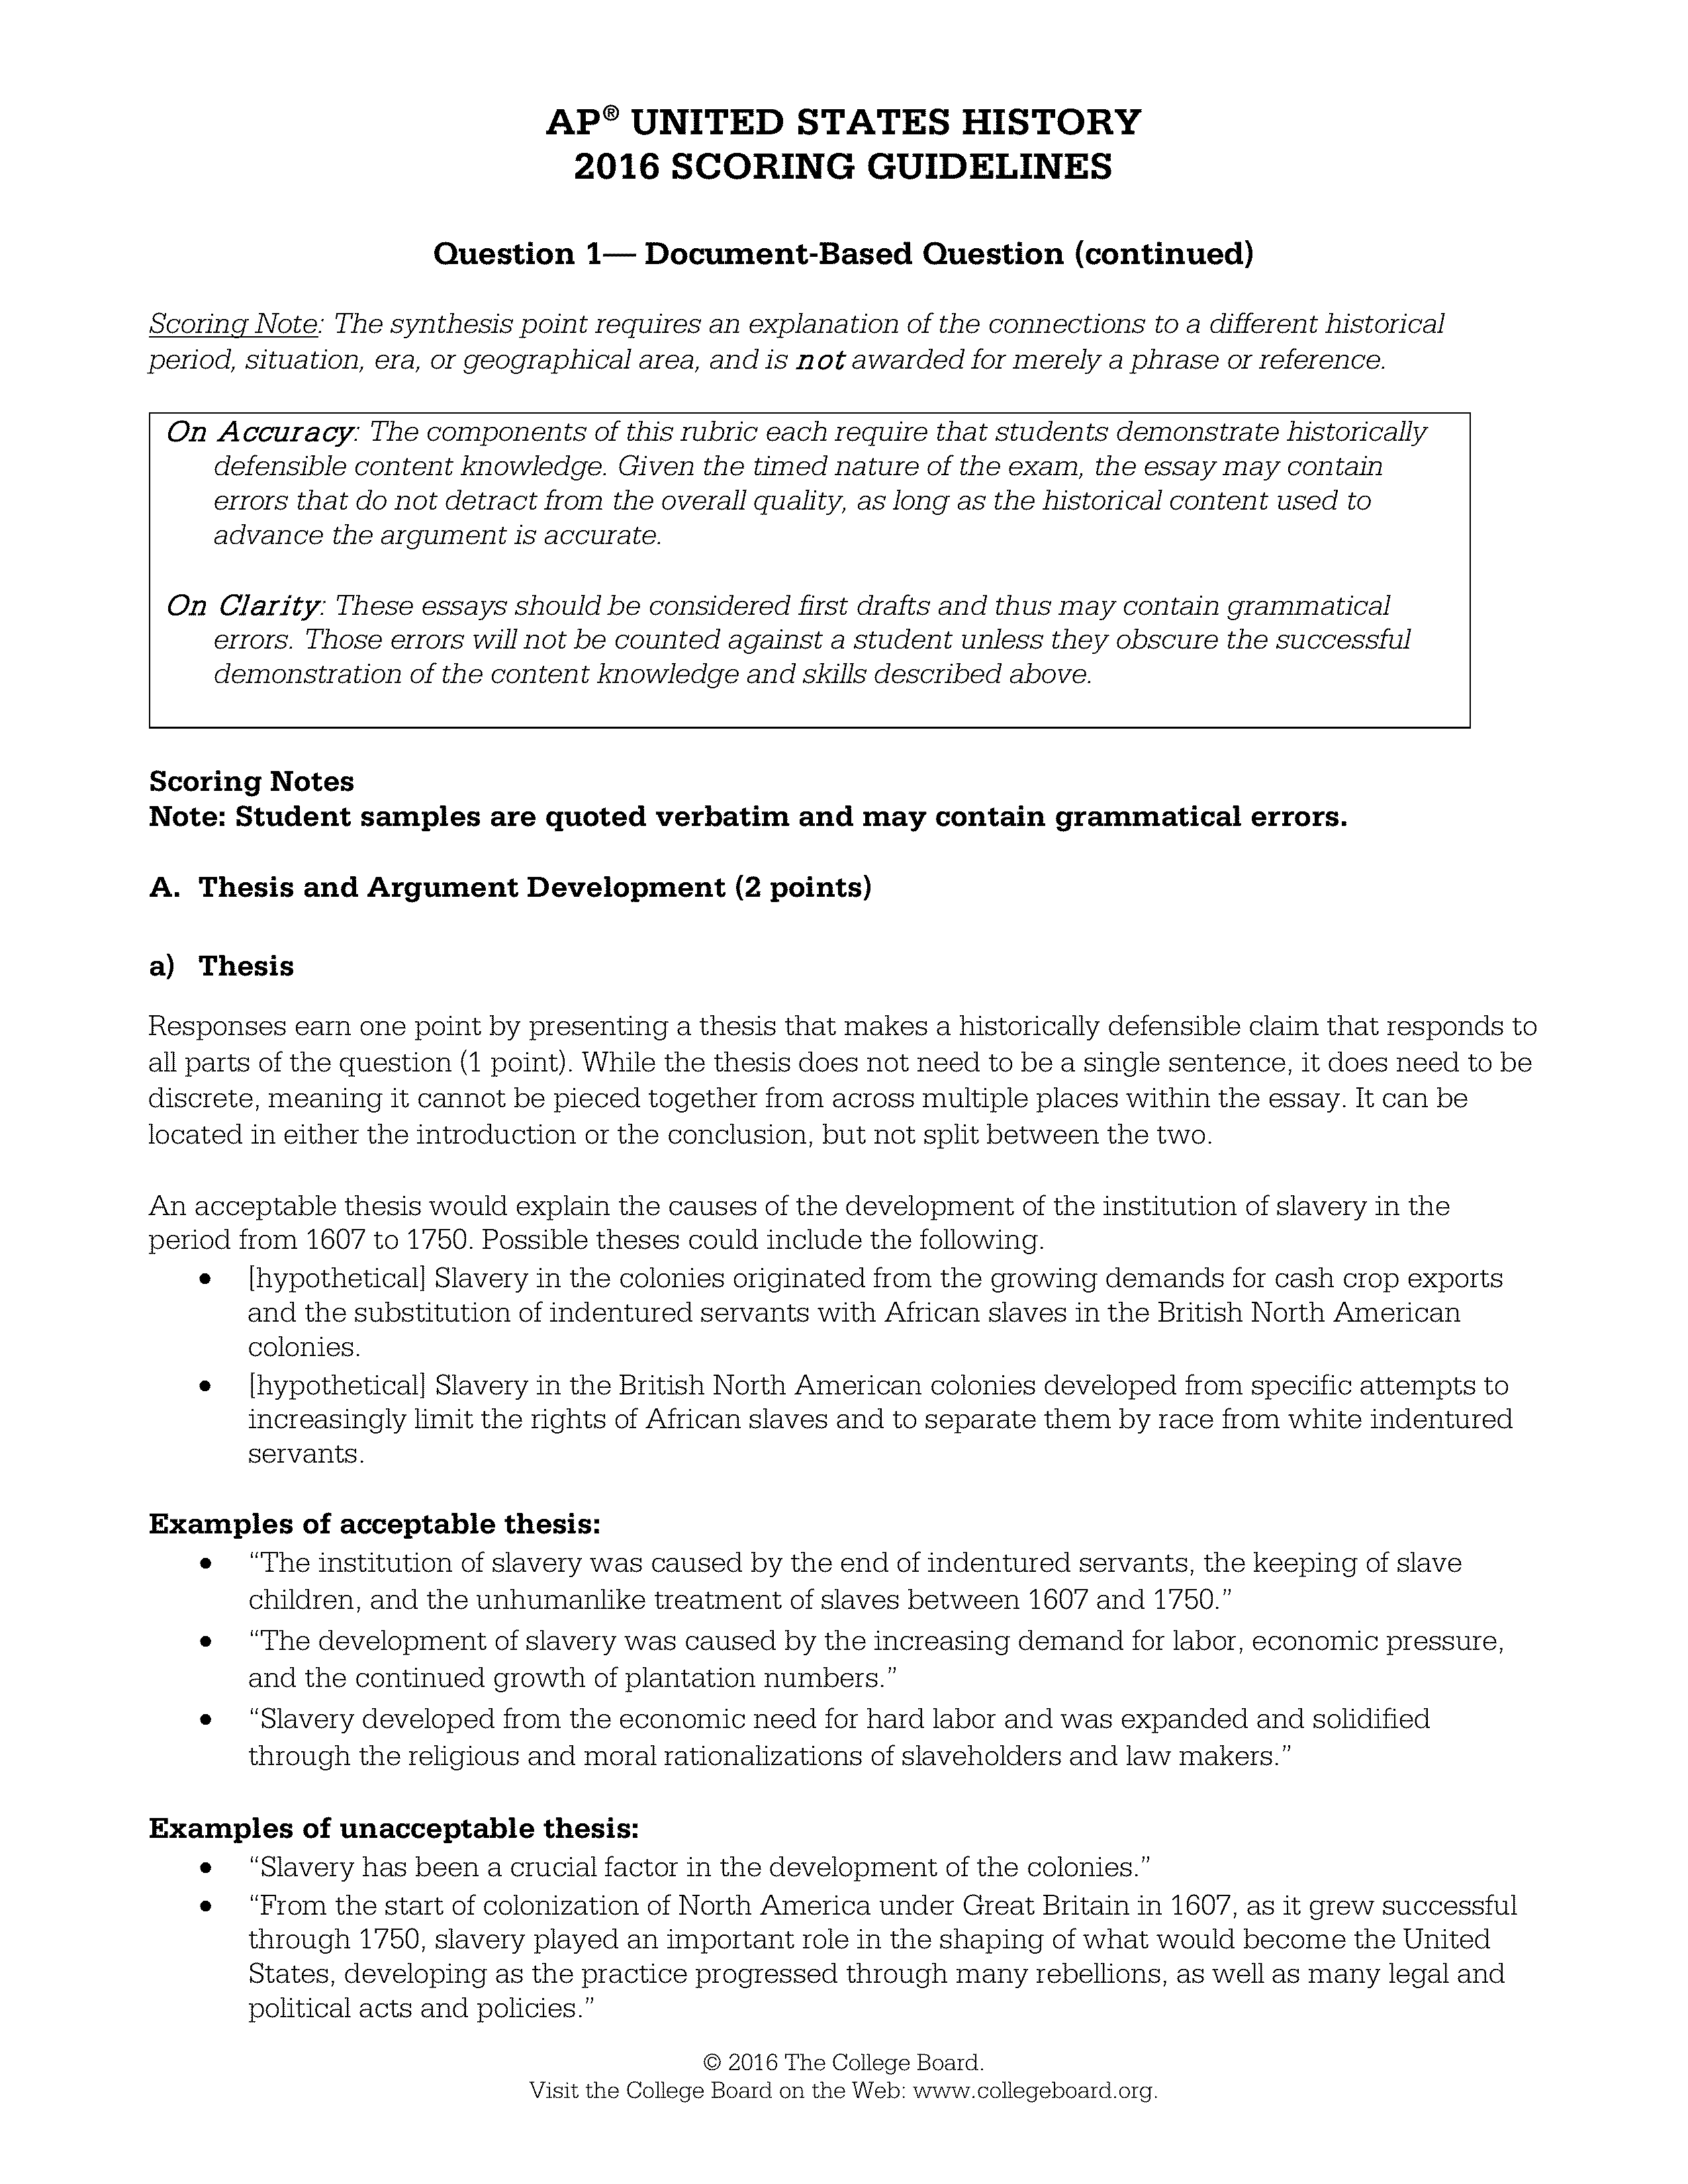 AP® UNITED STATES HISTORY
2016 SCORING GUIDELINES
Question 1— Document-Based Question (continued)
Scoring Note: The synthesis point requires an explanation of the connections to a different historical
period, situation, era, or geographical area, and is not awarded for merely a phrase or reference.
On Accuracy: The components of this rubric each require that students demonstrate historically
defensible content knowledge. Given the timed nature of the exam, the essay may contain
errors that do not detract from the overall quality, as long as the historical content used to
advance the argument is accurate.
On Clarity: These essays should be considered first drafts and thus may contain grammatical
errors. Those errors will not be counted against a student unless they obscure the successful
demonstration of the content knowledge and skills described above.
Scoring Notes
Note: Student samples are quoted verbatim and may contain grammatical errors.
A. Thesis and Argument Development (2 points)
a) Thesis
Responses earn one point by presenting a thesis that makes a historically defensible claim that responds to
all parts of the question (1 point). While the thesis does not need to be a single sentence, it does need to be
discrete, meaning it cannot be pieced together from across multiple places within the essay. It can be
located in either the introduction or the conclusion, but not split between the two.
An acceptable thesis would explain the causes of the development of the institution of slavery in the
period from 1607 to 1750. Possible theses could include the following.
• [hypothetical] Slavery in the colonies originated from the growing demands for cash crop exports
and the substitution of indentured servants with African slaves in the British North American
colonies.
• [hypothetical] Slavery in the British North American colonies developed from specific attempts to
increasingly limit the rights of African slaves and to separate them by race from white indentured
servants.
Examples of acceptable thesis:
• “The institution of slavery was caused by the end of indentured servants, the keeping of slave
children, and the unhumanlike treatment of slaves between 1607 and 1750.”
• “The development of slavery was caused by the increasing demand for labor, economic pressure,
and the continued growth of plantation numbers.”
• “Slavery developed from the economic need for hard labor and was expanded and solidified
through the religious and moral rationalizations of slaveholders and law makers.”
Examples of unacceptable thesis:
• “Slavery has been a crucial factor in the development of the colonies.”
• “From the start of colonization of North America under Great Britain in 1607, as it grew successful
through 1750, slavery played an important role in the shaping of what would become the United
States, developing as the practice progressed through many rebellions, as well as many legal and
political acts and policies.”
© 2016 The College Board.
Visit the College Board on the Web: www.collegeboard.org.